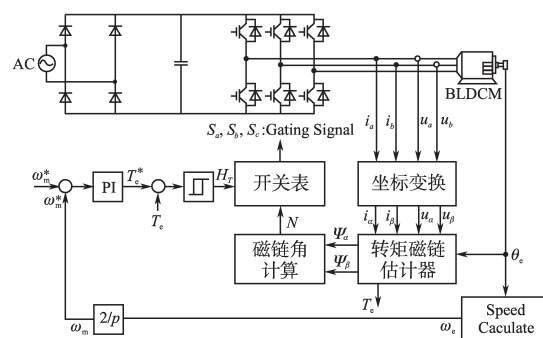 AC
BLDCM
i_a i_b u_a u_b
S_a, S_b, S_c :Gating Signal
ω_m^* PI T_e^* H_T 开关表 坐标变换
ω_m^*
T_e
i_α i_β u_α u_β
N
磁链角
计算
Ψ_α
Ψ_β
转矩磁链
估计器
θ_e
T_e
ω_m 2/p ω_e
Speed
Caculate